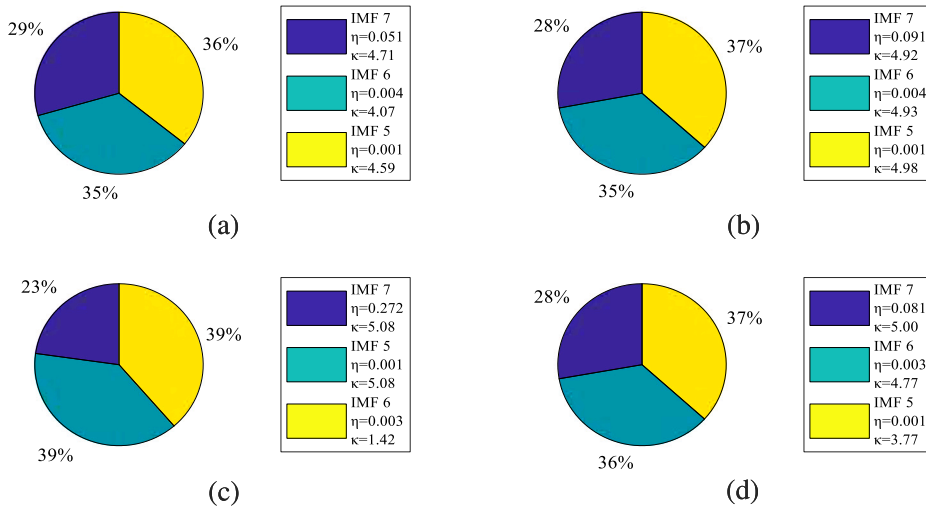 29%
36%
35%
IMF 7
η=0.051
κ=4.71
IMF 6
η=0.004
κ=4.07
IMF 5
η=0.001
κ=4.59
(a)
28%
37%
35%
IMF 7
η=0.091
κ=4.92
IMF 6
η=0.004
κ=4.93
IMF 5
η=0.001
κ=4.98
(b)
23%
39%
39%
IMF 7
η=0.272
κ=5.08
IMF 5
η=0.001
κ=5.08
IMF 6
η=0.003
κ=1.42
(c)
28%
37%
36%
IMF 7
η=0.081
κ=5.00
IMF 6
η=0.003
κ=4.77
IMF 5
η=0.001
κ=3.77
(d)